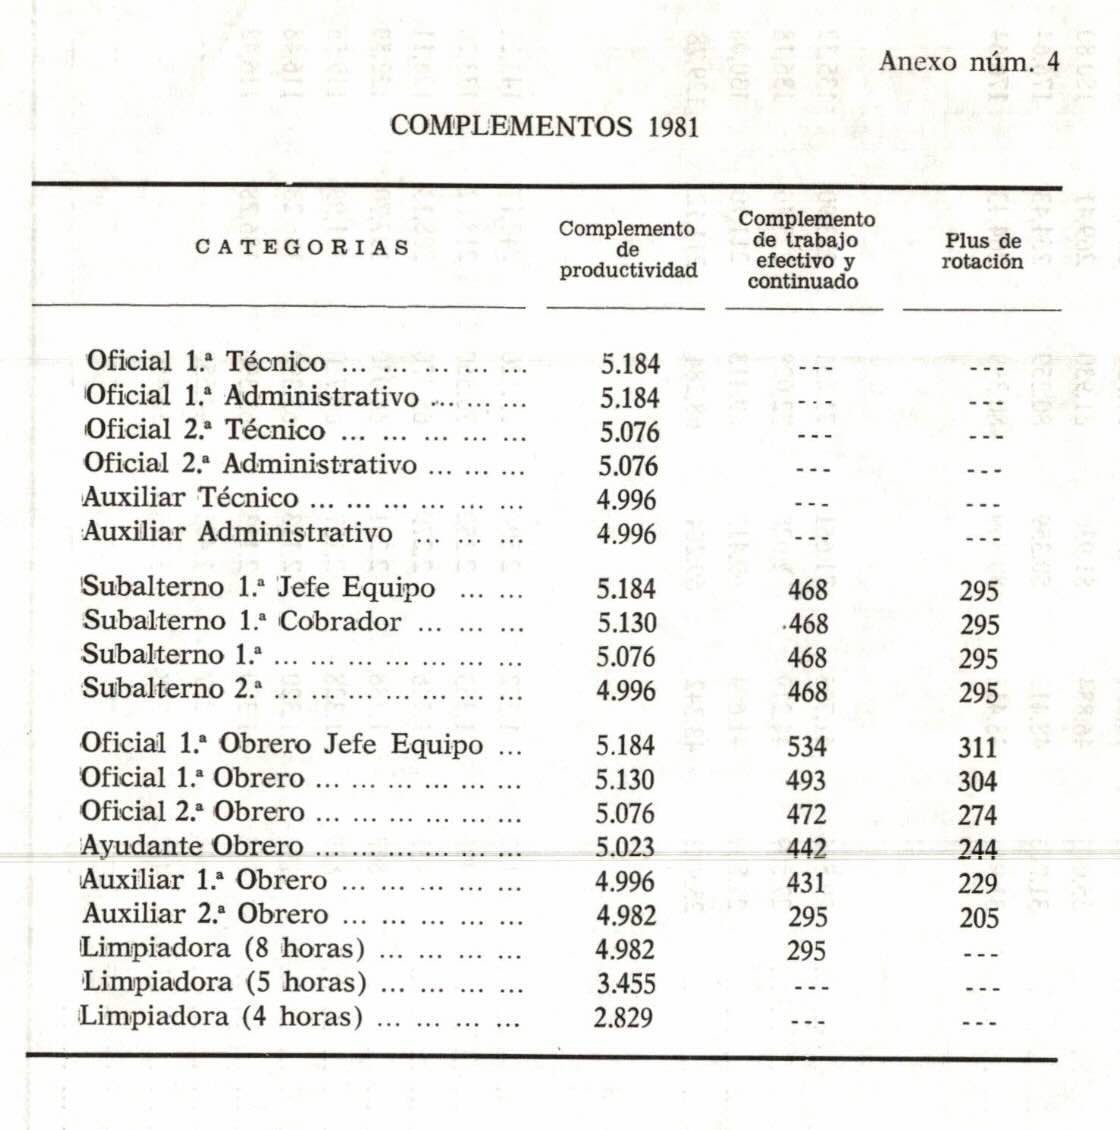 Anexo núm. 4
COMPLEMENTOS 1981
CATEGORIAS
Complemento
de
productividad
Complemento
de trabajo
efectivo y
continuado
Plus de
rotación
Oficial 1.ª Técnico ... ... ... ... ... 5.184 --- ---
Oficial 1.ª Administrativo ... ... ... 5.184 --- ---
Oficial 2.ª Técnico ... ... ... ... ... 5.076 --- ---
Oficial 2.ª Administrativo ... ... ... 5.076 --- ---
Auxiliar Técnico ... ... ... ... ... ... 4.996 --- ---
Auxiliar Administrativo ... ... ... 4.996 --- ---
Subalterno 1.ª Jefe Equipo ... ... 5.184 468 295
Subalterno 1.ª Cobrador ... ... ... 5.130 468 295
Subalterno 1.ª ... ... ... ... ... ... ... 5.076 468 295
Subalterno 2.ª ... ... ... ... ... ... ... 4.996 468 295
Oficial 1.ª Obrero Jefe Equipo ... 5.184 534 311
Oficial 1.ª Obrero ... ... ... ... ... ... 5.130 493 304
Oficial 2.ª Obrero ... ... ... ... ... ... 5.076 472 274
Ayudante Obrero ... ... ... ... ... ... 5.023 442 244
Auxiliar 1.ª Obrero ... ... ... ... ... 4.996 431 229
Auxiliar 2.ª Obrero ... ... ... ... ... 4.982 295 205
Limpiadora (8 horas) ... ... ... ... 4.982 295 ---
Limpiadora (5 horas) ... ... ... ... 3.455 --- ---
Limpiadora (4 horas) ... ... ... ... 2.829 --- ---